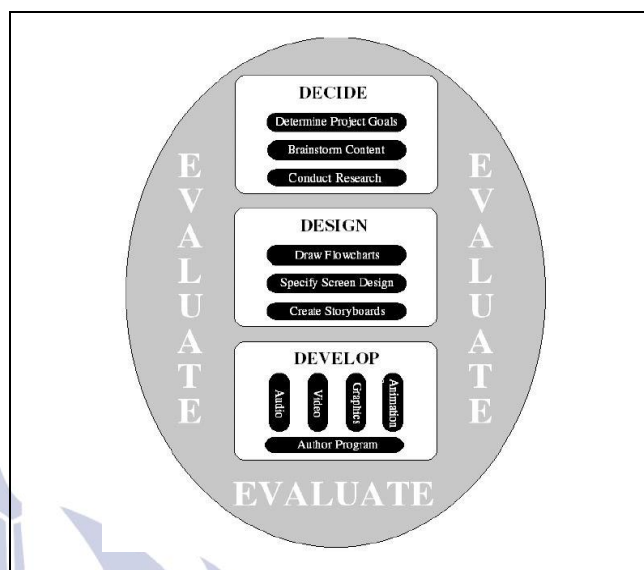 DECIDE
Determine Project Goals
Brainstorm Content
Conduct Research
DESIGN
Draw Flowcharts
Specify Screen Design
Create Storyboards
DEVELOP
Audio
Video
Graphics
Animation
Author Program
EVALUATE
EVALUATE
EVALUATE